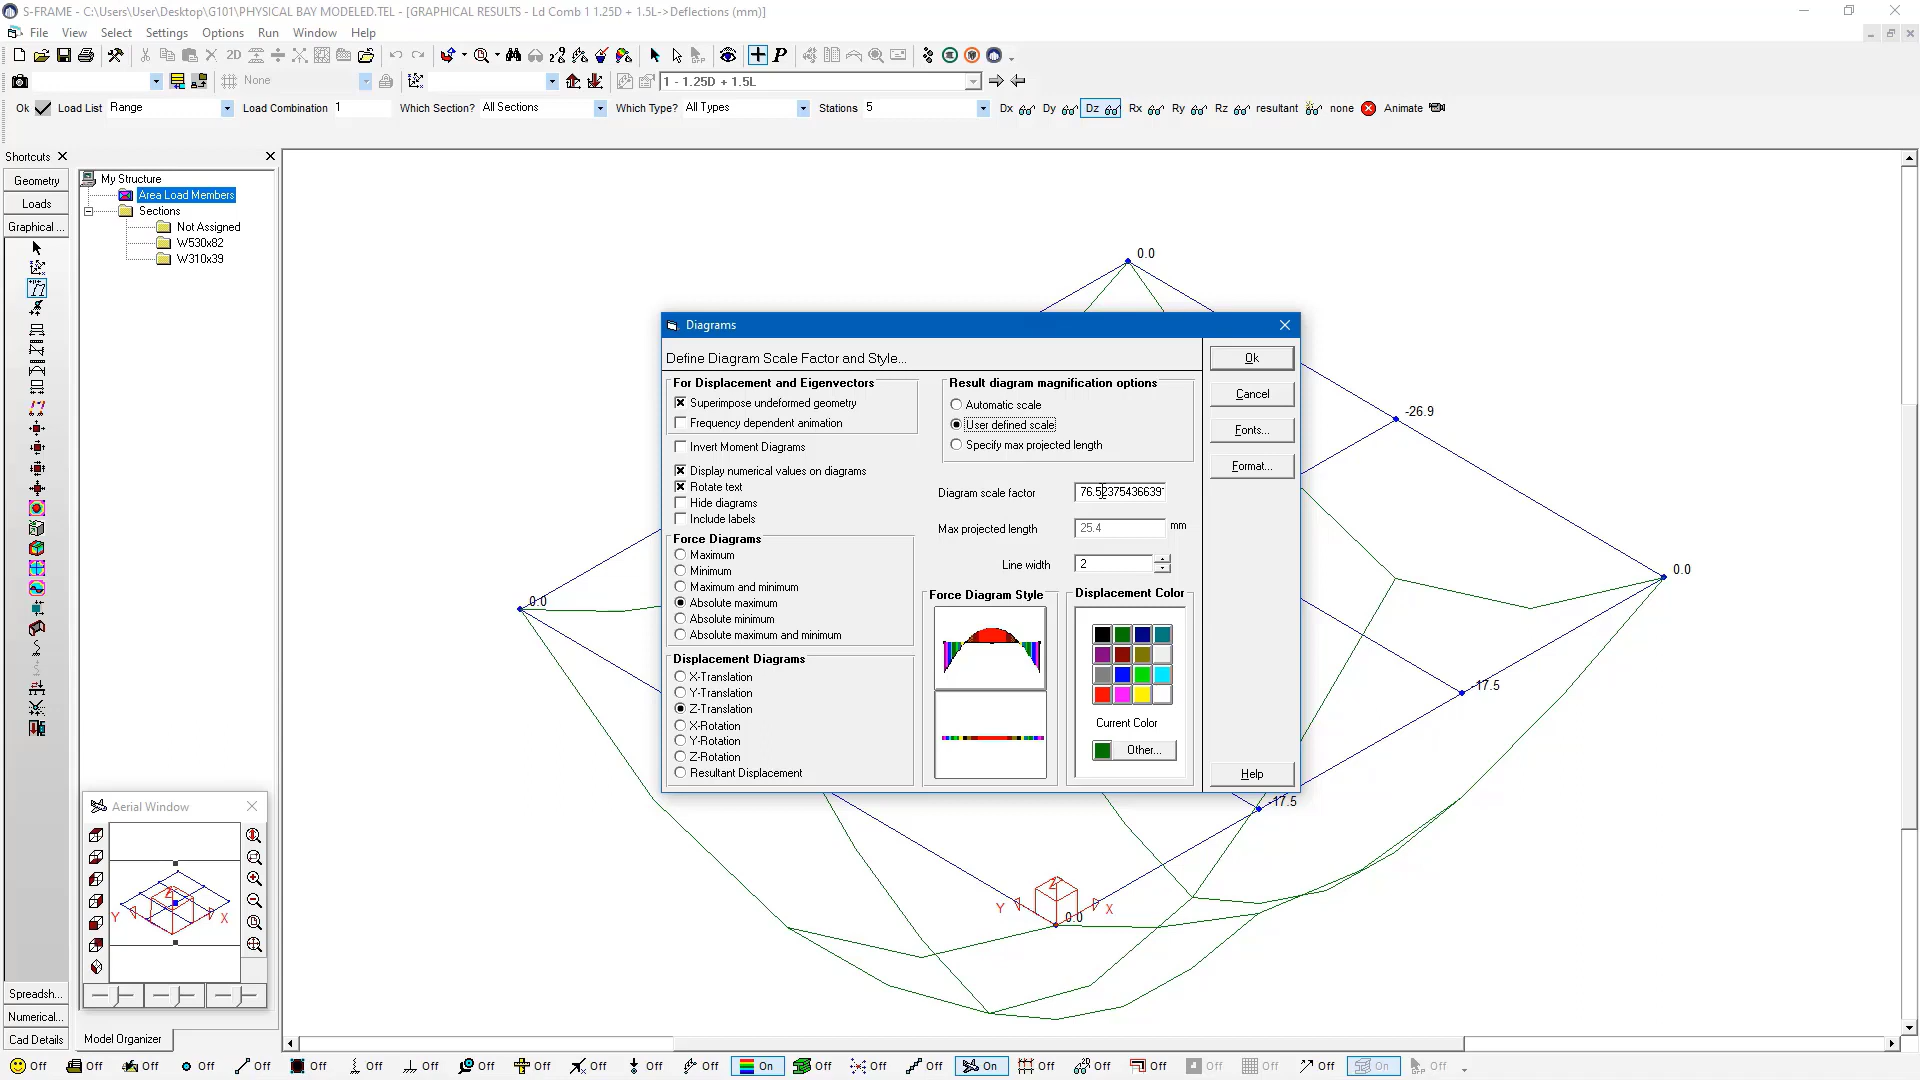 S-FRAME - C:\Users\User\Desktop\G101\PHYSICAL BAY MODELED.TEL - [GRAPHICAL RESULTS - Ld Comb 1 1.25D + 1.5L->Deflections (mm)]
File View Select Settings Options Run Window Help
2D
P
None
1 - 1.25D + 1.5L
Ok Load List Range Load Combination 1 Which Section? All Sections Which Type? All Types Stations 5 Dx Dy Dz Rx Ry Rz resultant none Animate
Shortcuts
Geometry
Loads
Graphical ...
My Structure
Area Load Members
Sections
Not Assigned
W530x82
W310x39
0.0
-26.9
0.0
0.0
-17.5
-17.5
0.0
Z
Y X
Diagrams
Define Diagram Scale Factor and Style...
For Displacement and Eigenvectors
Superimpose undeformed geometry
Frequency dependent animation
Invert Moment Diagrams
Display numerical values on diagrams
Rotate text
Hide diagrams
Include labels
Force Diagrams
Maximum
Minimum
Maximum and minimum
Absolute maximum
Absolute minimum
Absolute maximum and minimum
Displacement Diagrams
X-Translation
Y-Translation
Z-Translation
X-Rotation
Y-Rotation
Z-Rotation
Resultant Displacement
Result diagram magnification options
Automatic scale
User defined scale
Specify max projected length
Diagram scale factor
Max projected length 25.4 mm
Line width 2
Force Diagram Style
Displacement Color
Current Color
Other...
Ok
Cancel
Fonts...
Format...
Help
Aerial Window
Z
Y X
Spreadsh...
Numerical...
Cad Details
Model Organizer
Off Off Off Off Off Off Off Off Off Off Off Off Off On Off Off Off On Off Off Off Off Off Off On Off